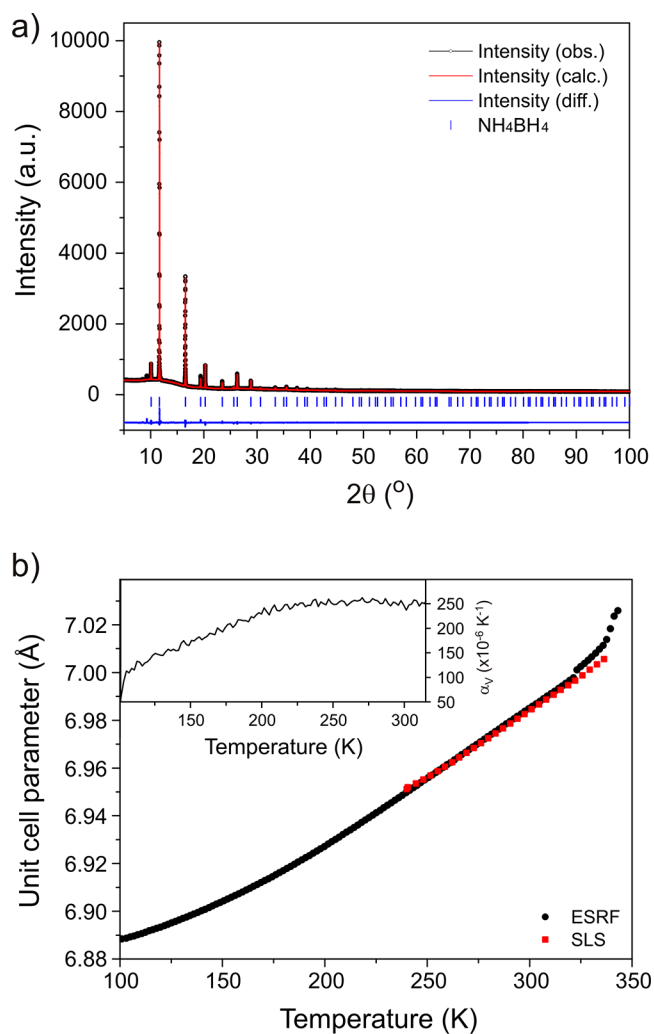 a)
10000
8000
6000
4000
2000
0
Intensity (a.u.)
Intensity (obs.)
Intensity (calc.)
Intensity (diff.)
NH₄BH₄
10 20 30 40 50 60 70 80 90 100
2θ (°)
b)
7.02
7.00
6.98
6.96
6.94
6.92
6.90
6.88
Unit cell parameter (Å)
250
200
150
100
50
αV (x10⁻⁶ K⁻¹)
150 200 250 300
Temperature (K)
ESRF
SLS
100 150 200 250 300 350
Temperature (K)